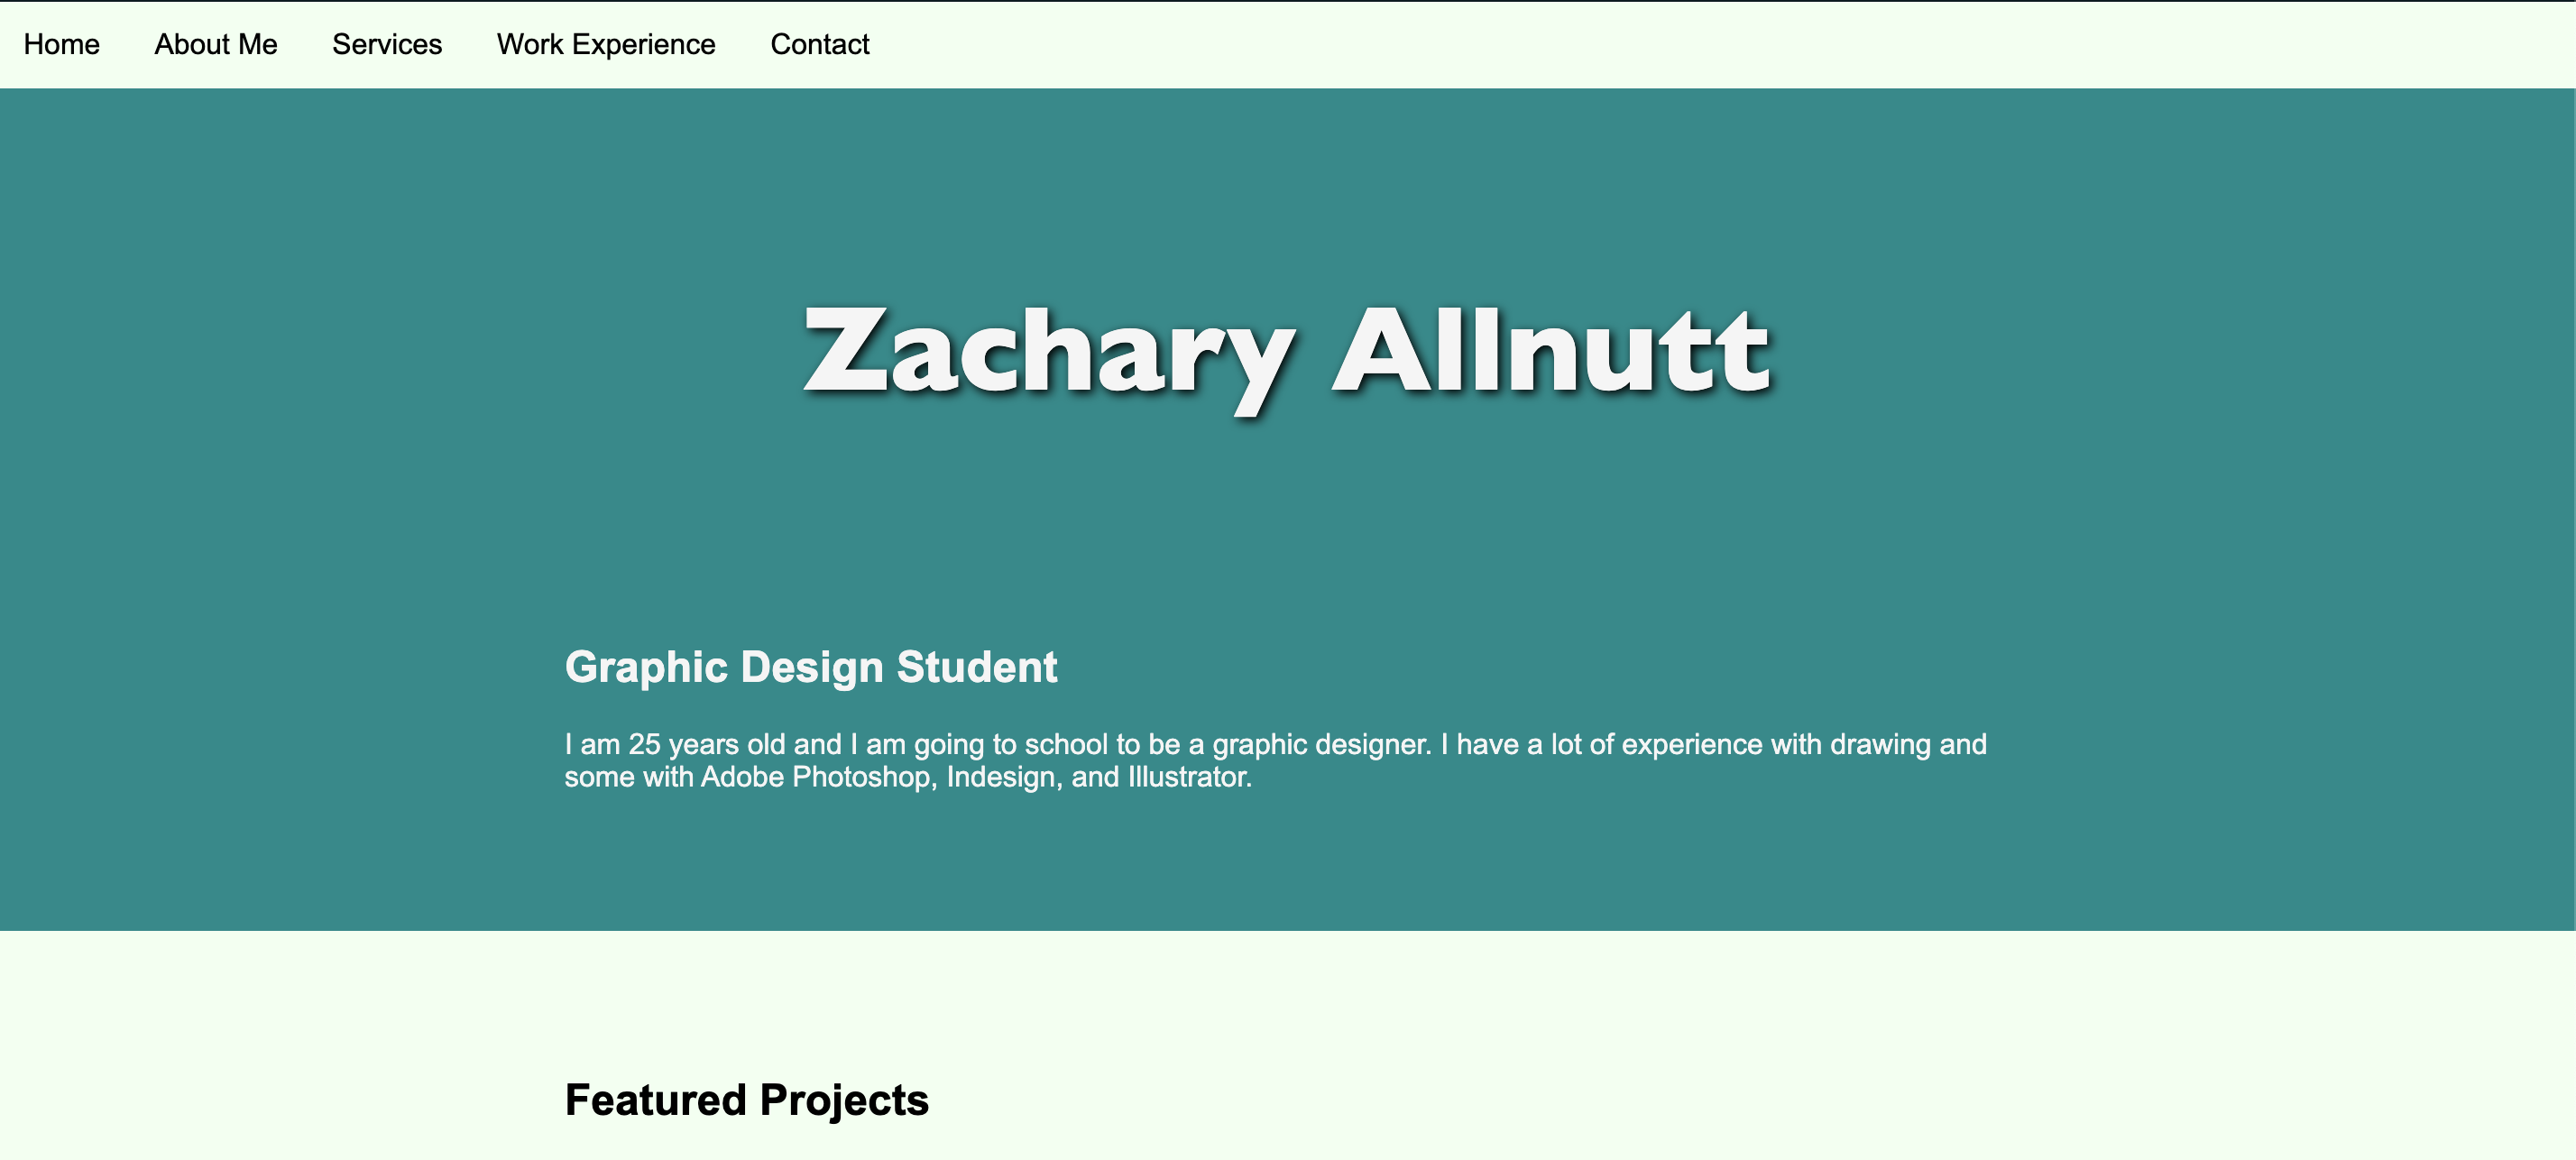 Home About Me Services Work Experience Contact
Zachary Allnutt
Graphic Design Student
I am 25 years old and I am going to school to be a graphic designer. I have a lot of experience with drawing and
some with Adobe Photoshop, Indesign, and Illustrator.
Featured Projects